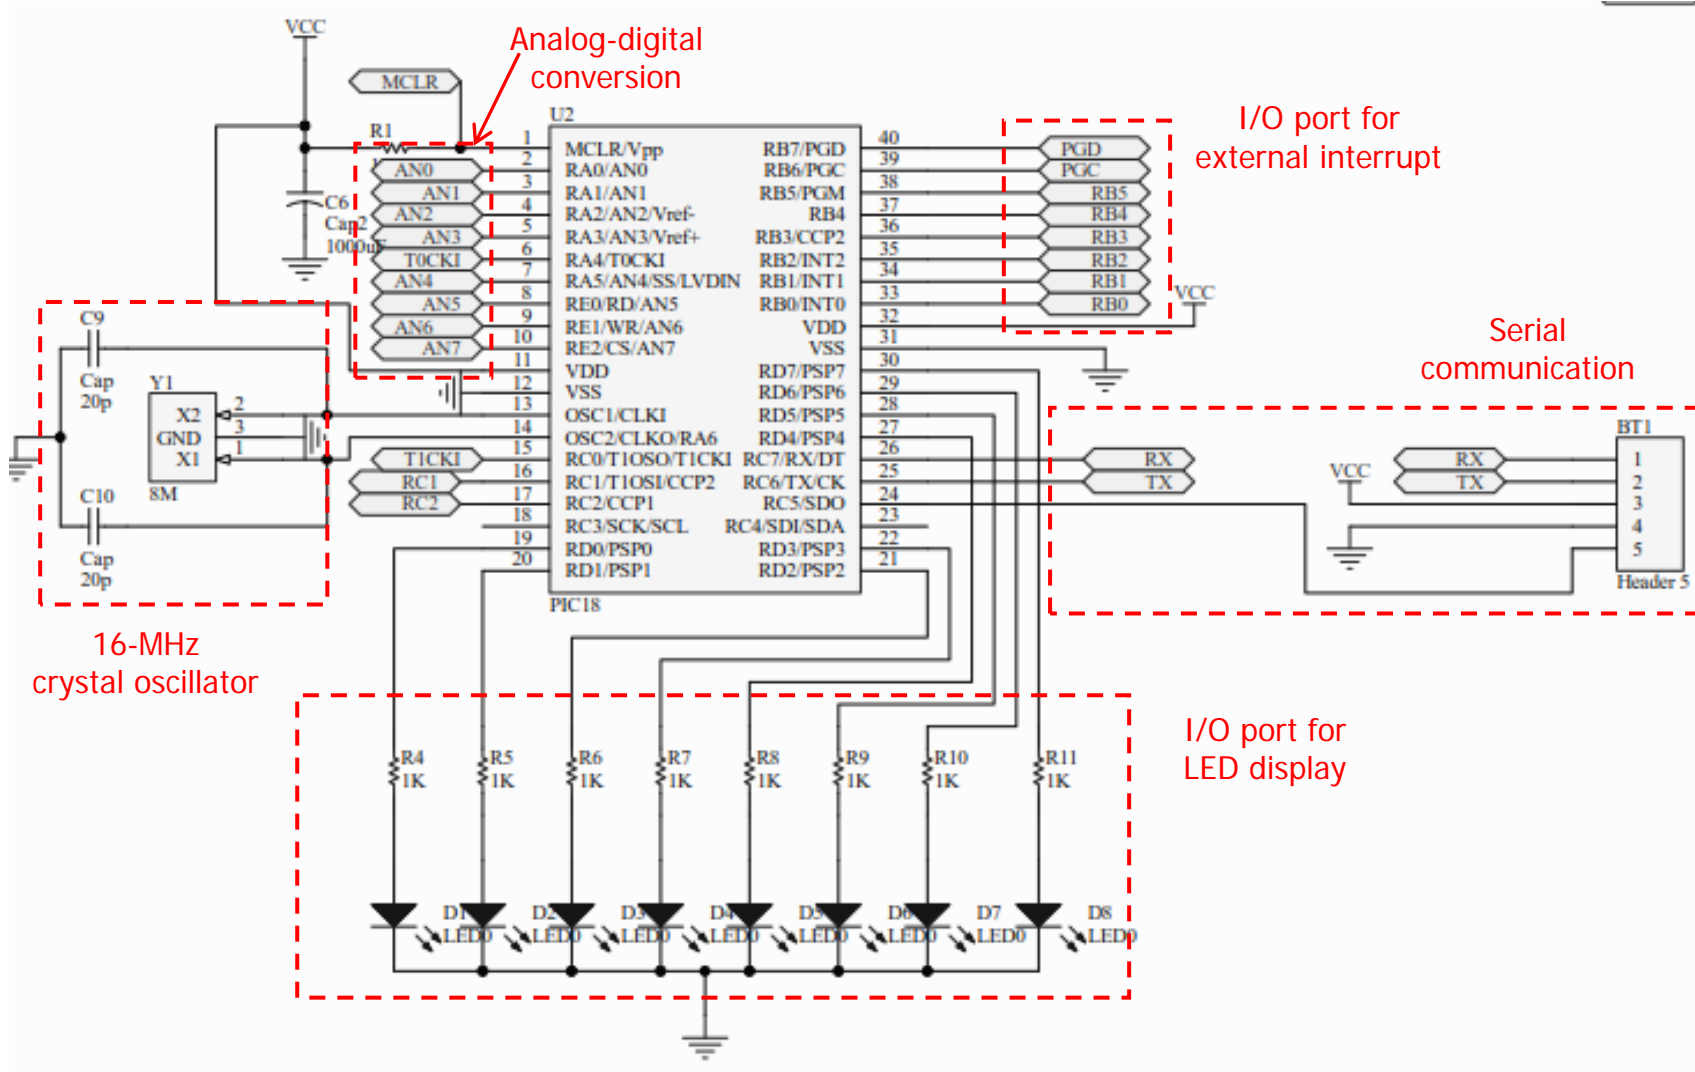 VCC
Analog-digital
conversion
MCLR
U2
R1
I/O port for
external interrupt
1 MCLR/Vpp RB7/PGD 40 PGD
AN0 2 RA0/AN0 RB6/PGC 39 PGC
AN1 3 RA1/AN1 RB5/PGM 38 RB5
AN2 4 RA2/AN2/Vref- RB4 37 RB4
AN3 5 RA3/AN3/Vref+ RB3/CCP2 36 RB3
T0CKI 6 RA4/T0CKI RB2/INT2 35 RB2
AN4 7 RA5/AN4/SS/LVDIN RB1/INT1 34 RB1
AN5 8 RE0/RD/AN5 RB0/INT0 33 RB0
AN6 9 RE1/WR/AN6 VDD 32 VCC
AN7 10 RE2/CS/AN7 VSS 31
11 VDD RD7/PSP7 30
12 VSS RD6/PSP6 29
13 OSC1/CLKI RD5/PSP5 28
14 OSC2/CLKO/RA6 RD4/PSP4 27
T1CKI 15 RC0/T1OSO/T1CKI RC7/RX/DT 26 RX
RC1 16 RC1/T1OSI/CCP2 RC6/TX/CK 25 TX
RC2 17 RC2/CCP1 RC5/SDO 24
18 RC3/SCK/SCL RC4/SDI/SDA 23
19 RD0/PSP0 RD3/PSP3 22
20 RD1/PSP1 RD2/PSP2 21
PIC18
C6
Cap2
1000uF
C9
Cap
20p
Y1
X2 2
GND 3
X1 1
8M
C10
Cap
20p
16-MHz
crystal oscillator
Serial
communication
BT1
RX 1
TX 2
VCC 3
4
5
Header 5
I/O port for
LED display
R4 R5 R6 R7 R8 R9 R10 R11
1K 1K 1K 1K 1K 1K 1K 1K
D1 D2 D3 D4 D5 D6 D7 D8
LED0 LED0 LED0 LED0 LED0 LED0 LED0 LED0